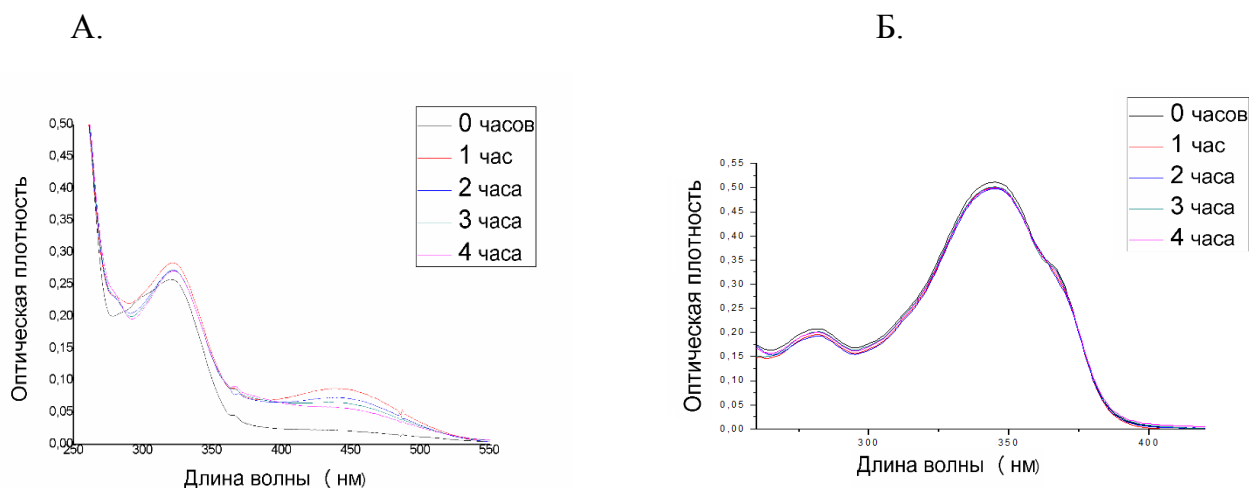 А.
Б.
0 часов
1 час
2 часа
3 часа
4 часа
0,50
0,45
0,40
0,35
0,30
0,25
0,20
0,15
0,10
0,05
0,00
Оптическая плотность
250 300 350 400 450 500 550
Длина волны ( нм)
0 часов
1 час
2 часа
3 часа
4 часа
0,55
0,50
0,45
0,40
0,35
0,30
0,25
0,20
0,15
0,10
0,05
0,00
Оптическая плотность
300 350 400
Длина волны ( нм)